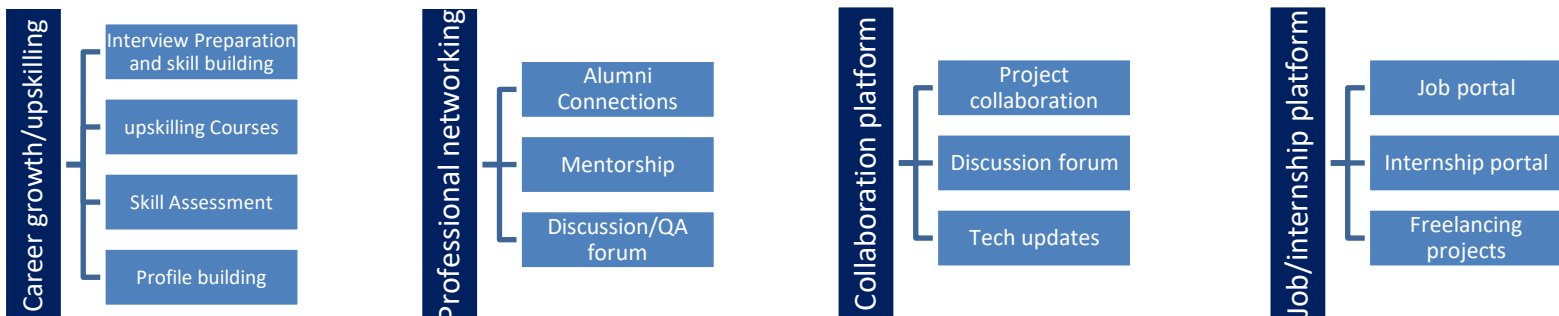 Career growth/upskilling
Interview Preparation
and skill building
upskilling Courses
Skill Assessment
Profile building
Professional networking
Alumni
Connections
Mentorship
Discussion/QA
forum
Collaboration platform
Project
collaboration
Discussion forum
Tech updates
Job/internship platform
Job portal
Internship portal
Freelancing
projects